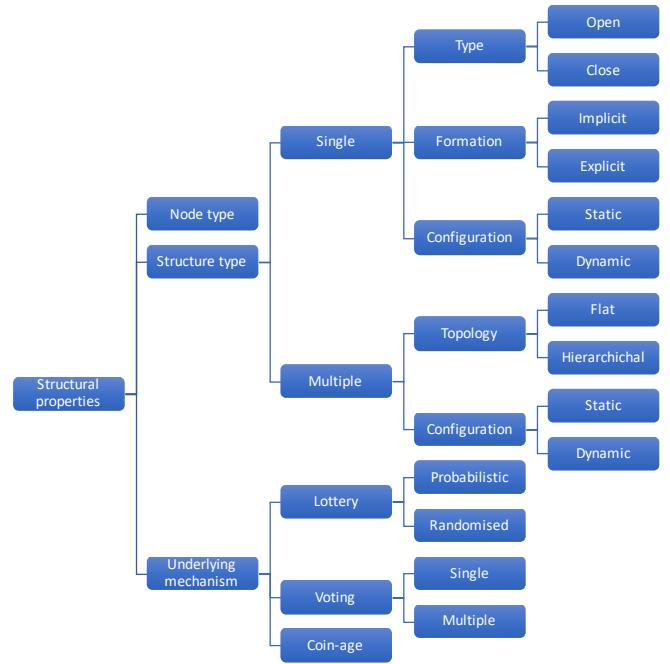 Structural
properties
Node type
Structure type
Single
Type
Open
Close
Formation
Implicit
Explicit
Configuration
Static
Dynamic
Multiple
Topology
Flat
Hierarchichal
Configuration
Static
Dynamic
Underlying
mechanism
Lottery
Probabilistic
Randomised
Voting
Single
Multiple
Coin-age